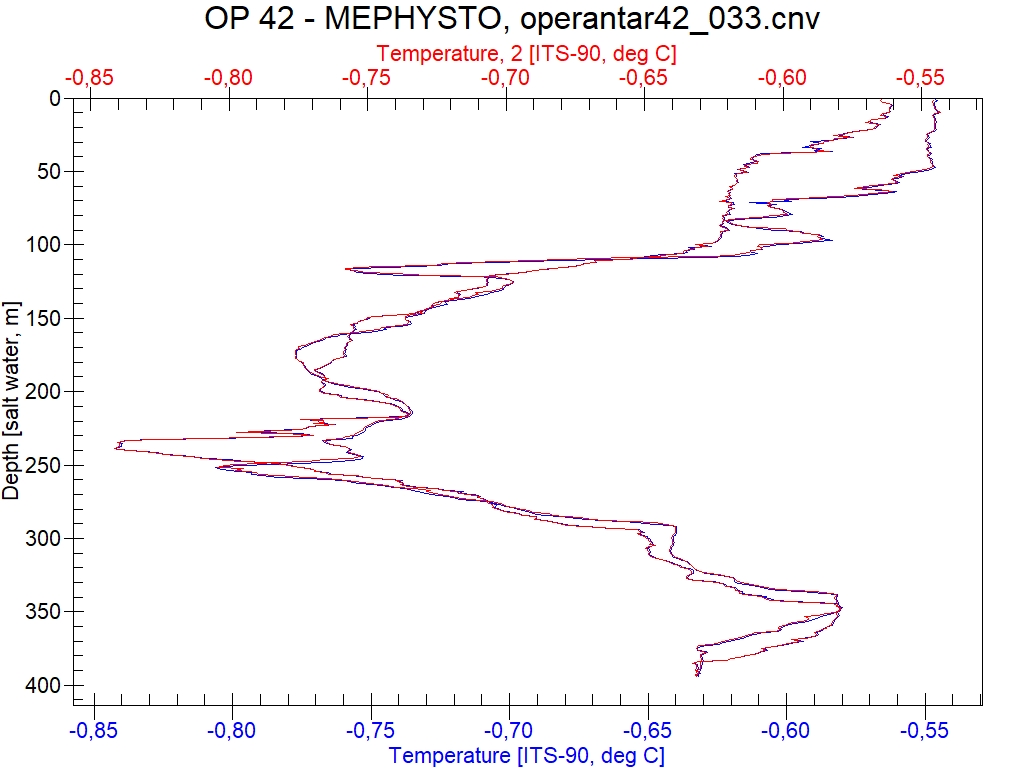 OP 42 - MEPHYSTO, operantar42_033.cnv
Temperature, 2 [ITS-90, deg C]
-0,85 -0,80 -0,75 -0,70 -0,65 -0,60 -0,55
0
50
100
150
200
250
300
350
400
Depth [salt water, m]
-0,85 -0,80 -0,75 -0,70 -0,65 -0,60 -0,55
Temperature [ITS-90, deg C]